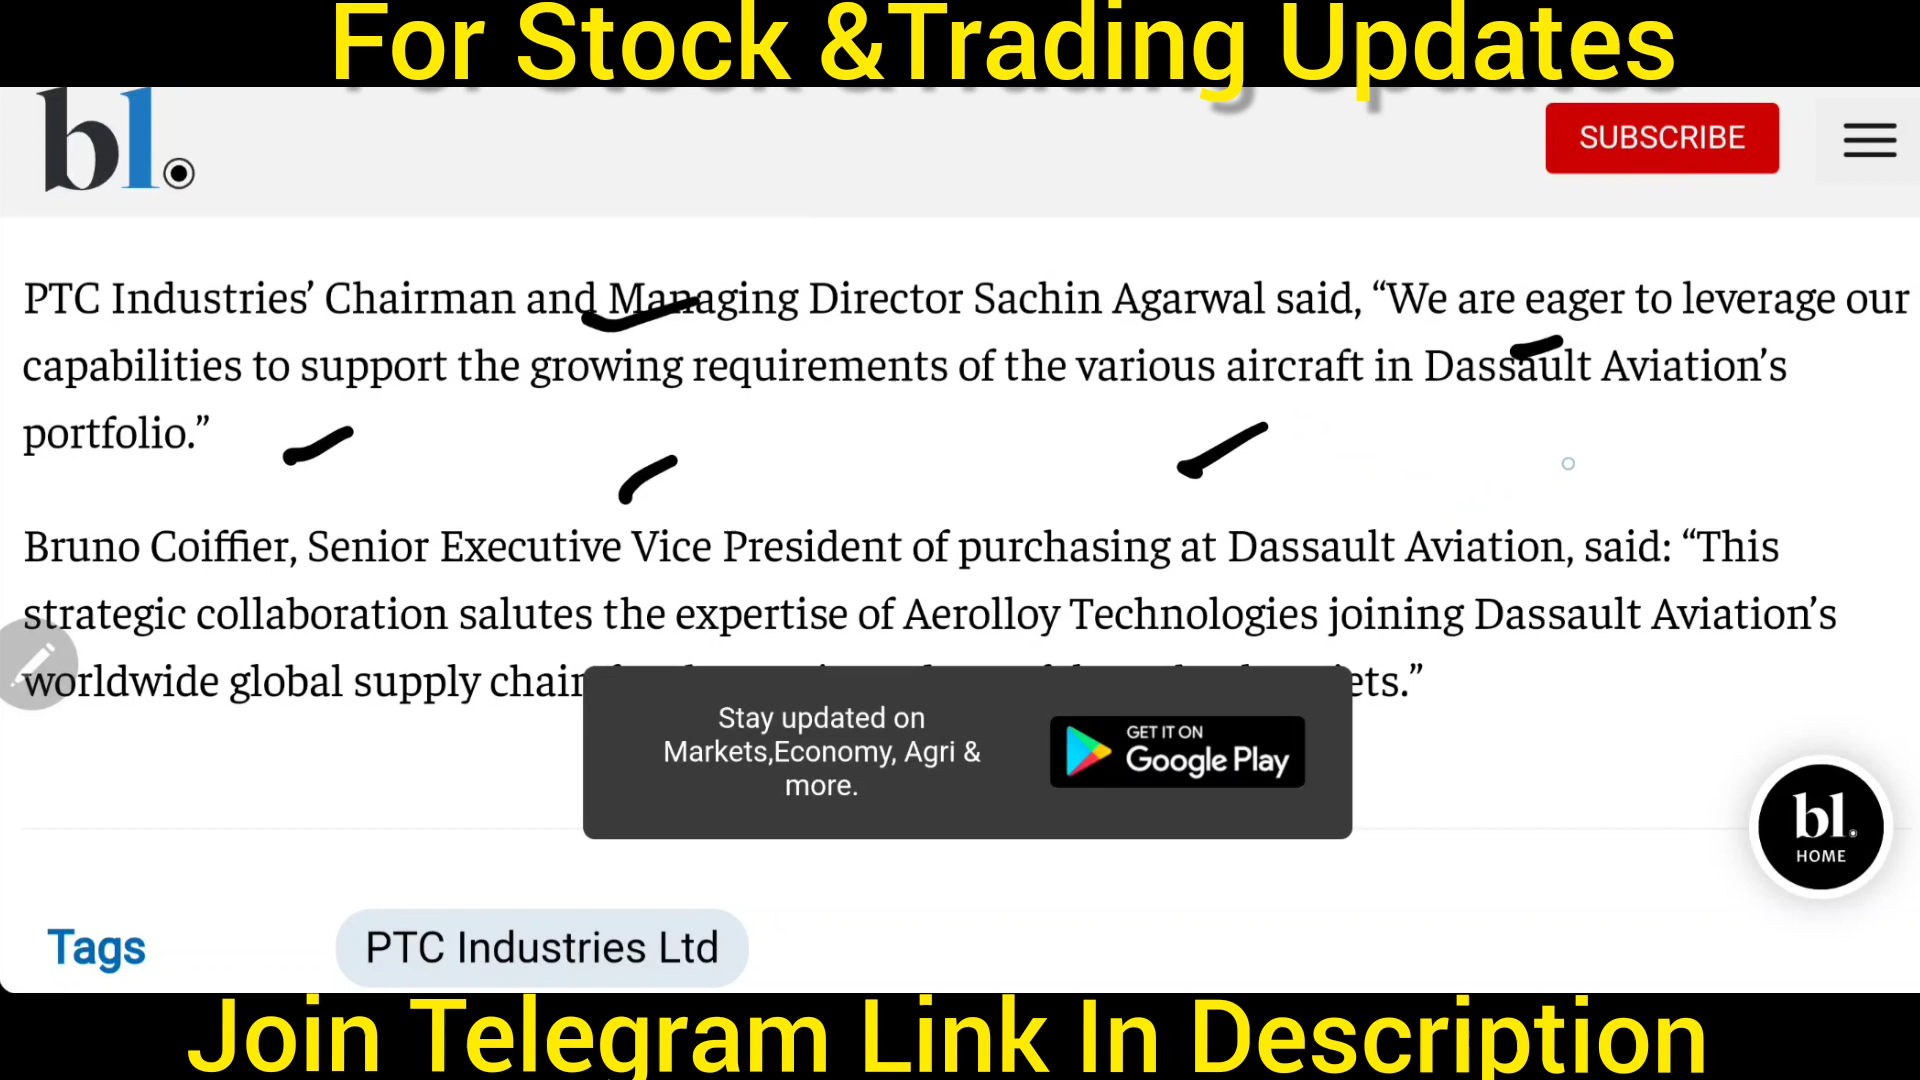 For Stock &Trading Updates
bl.
SUBSCRIBE
PTC Industries’ Chairman and Managing Director Sachin Agarwal said, “We are eager to leverage our
capabilities to support the growing requirements of the various aircraft in Dassault Aviation’s
portfolio.”
Bruno Coiffier, Senior Executive Vice President of purchasing at Dassault Aviation, said: “This
strategic collaboration salutes the expertise of Aerolloy Technologies joining Dassault Aviation’s
worldwide global supply chain
Stay updated on
Markets,Economy, Agri &
more.
GET IT ON
Google Play
bl.
HOME
Tags
PTC Industries Ltd
Join Telegram Link In Description